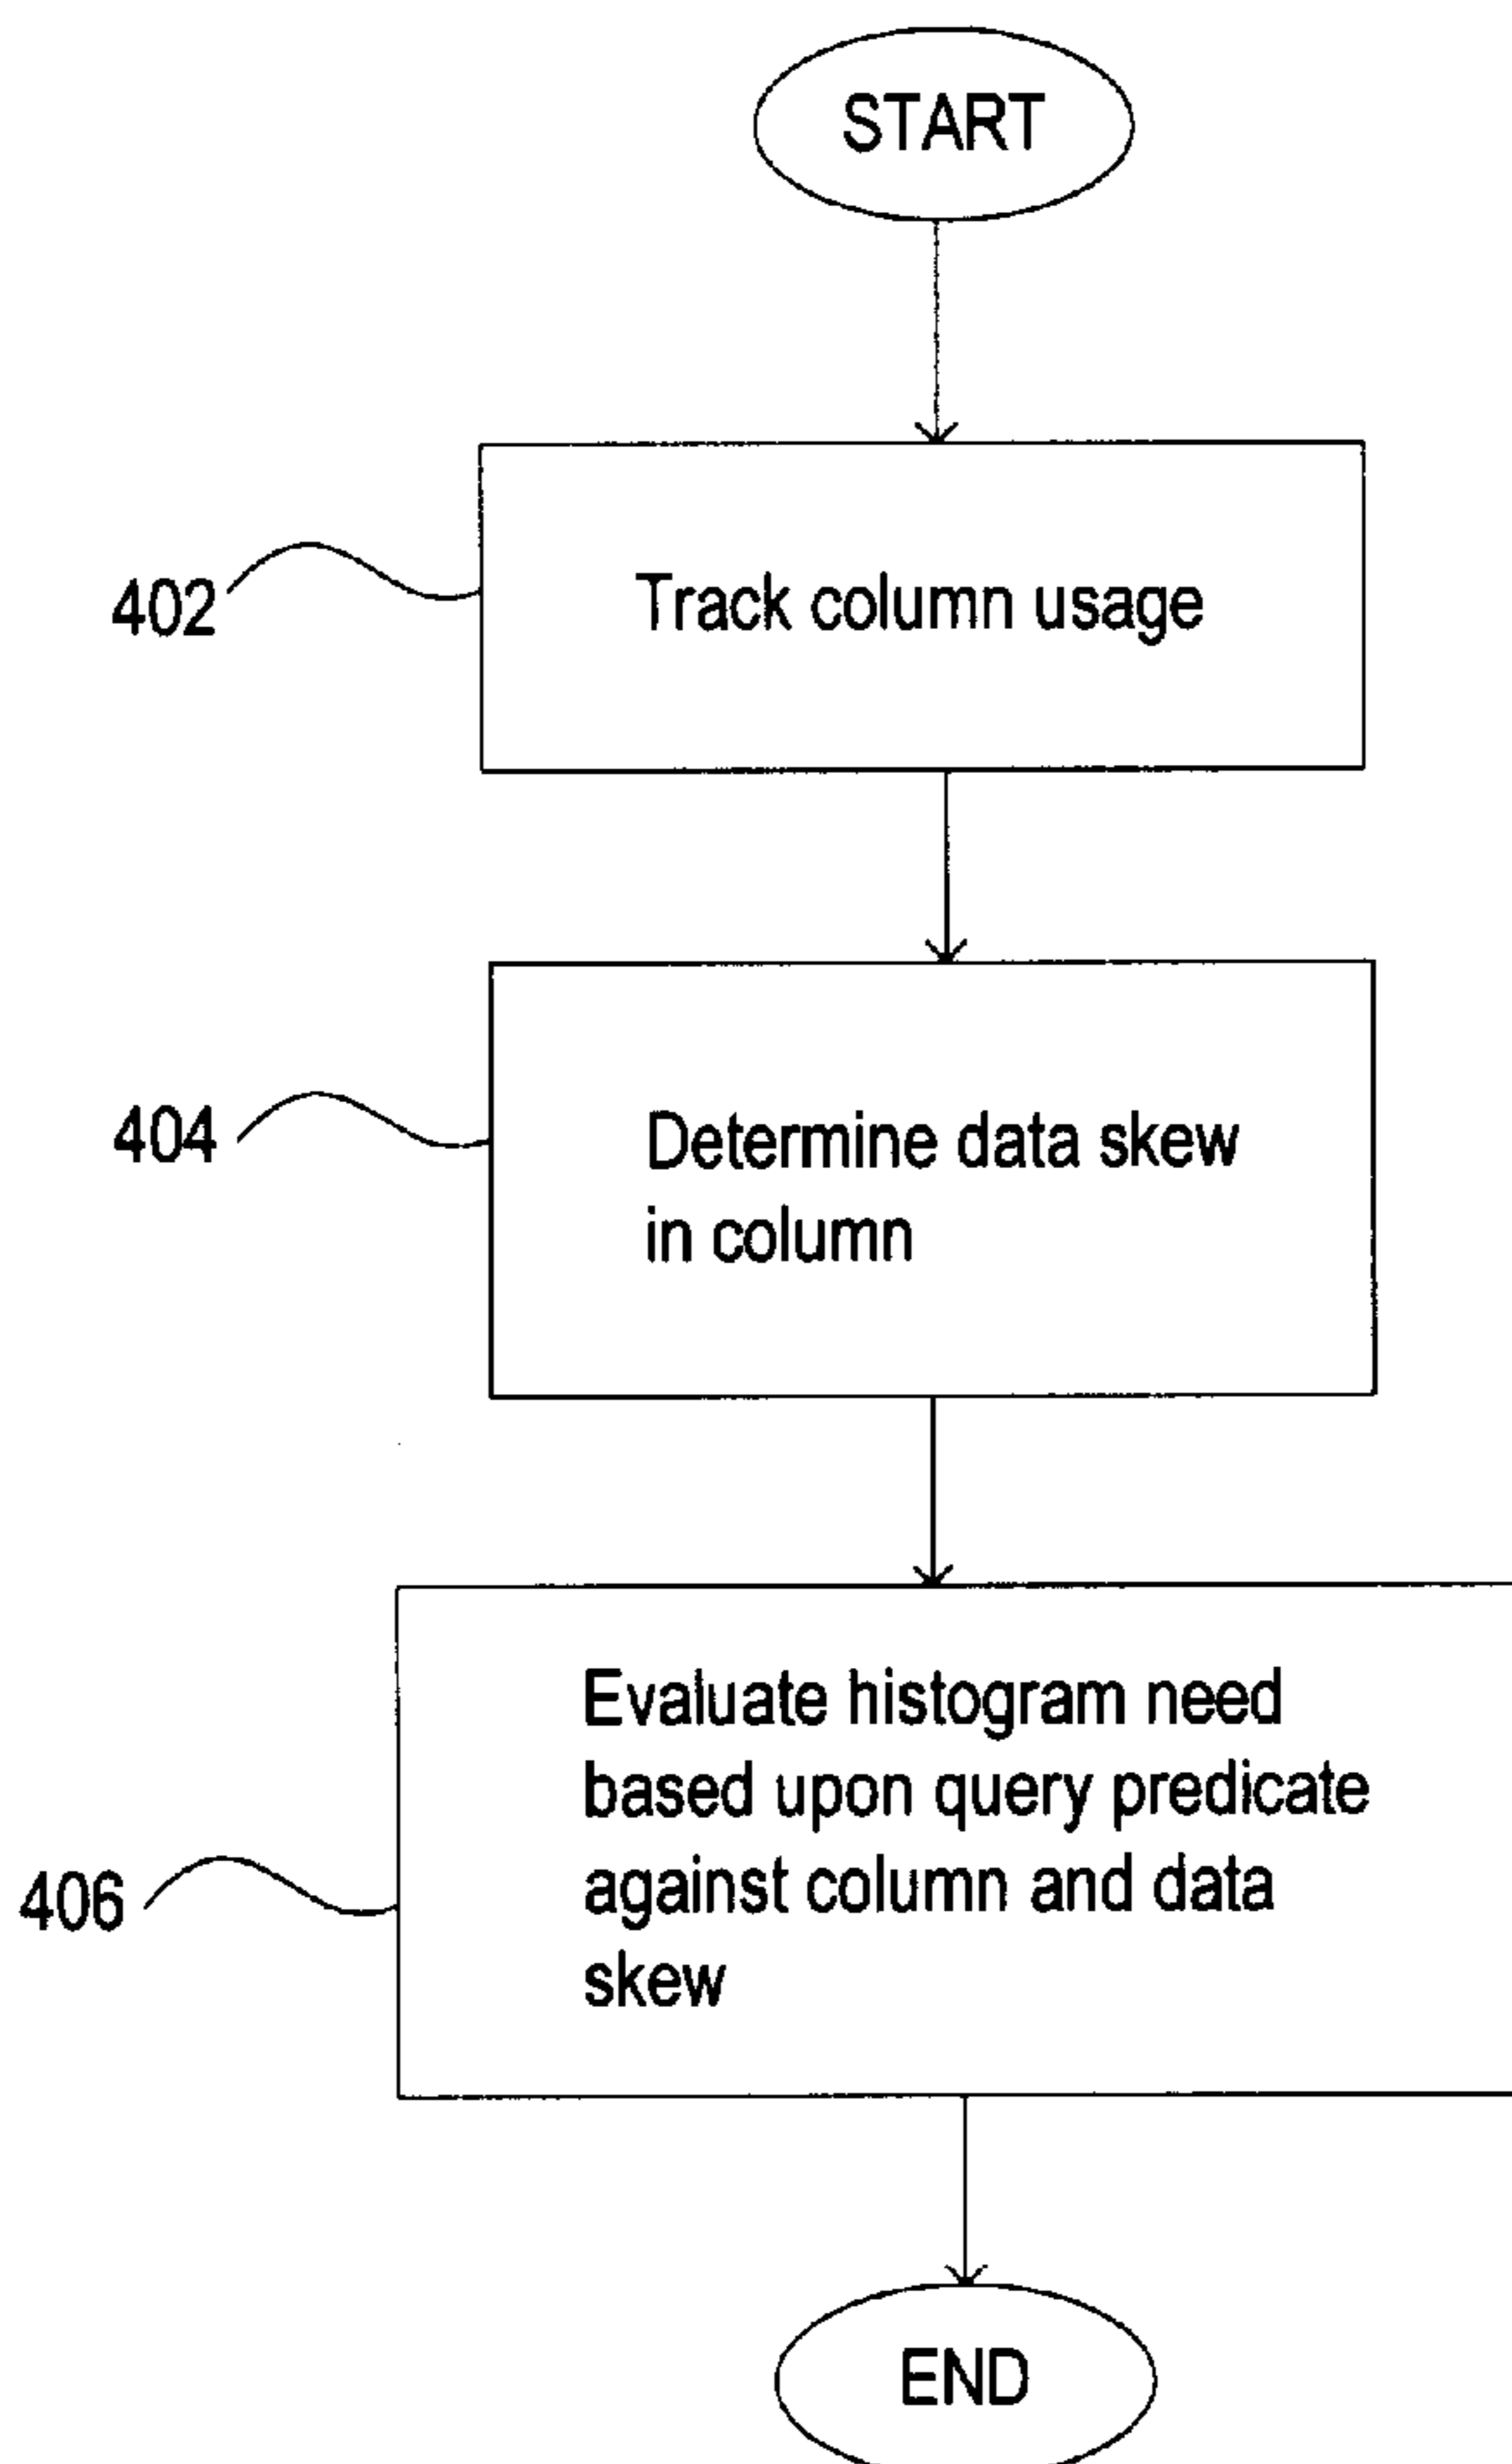 START
402
Track column usage
404
Determine data skew
in column
406
Evaluate histogram need
based upon query predicate
against column and data
skew
END